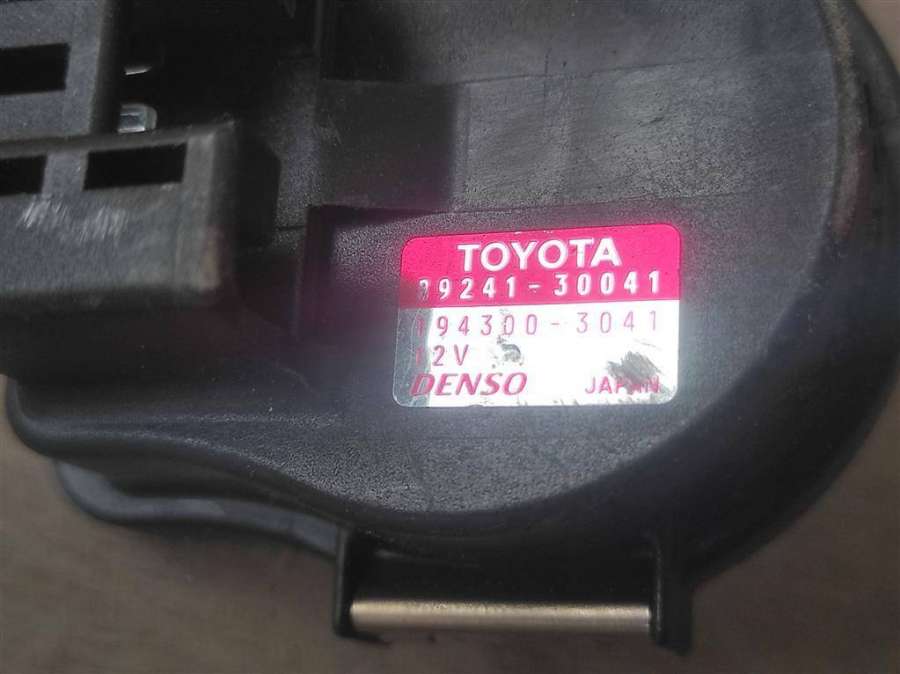 TOYOTA
89241-30041
194300-3041
12V
DENSO JAPAN